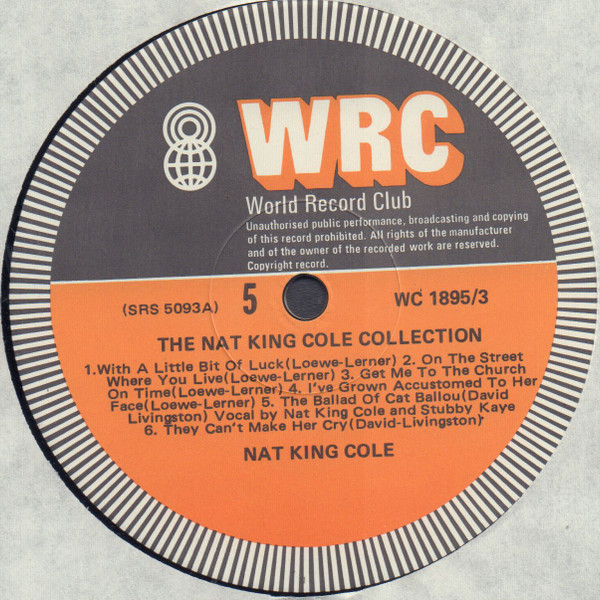 WRC
World Record Club
Unauthorised public performance, broadcasting and copying
of this record prohibited. All rights of the manufacturer
and of the owner of the recorded work are reserved.
Copyright record.
(SRS 5093A) 5 WC 1895/3
THE NAT KING COLE COLLECTION
1.With A Little Bit Of Luck(Loewe-Lerner) 2. On The Street
Where You Live(Loewe-Lerner) 3. Get Me To The Church
On Time(Loewe-Lerner) 4. I've Grown Accustomed To Her
Face(Loewe-Lerner) 5. The Ballad Of Cat Ballou(David
Livingston) Vocal by Nat King Cole and Stubby Kaye
6. They Can't Make Her Cry(David-Livingston)
NAT KING COLE